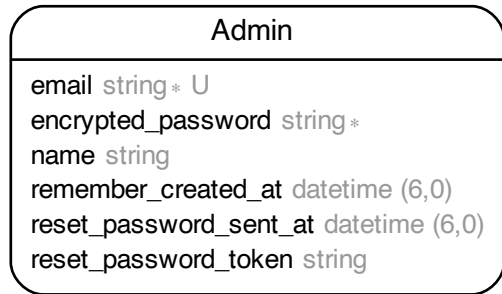 Admin
email string ∗ U
encrypted_password string ∗
name string
remember_created_at datetime (6,0)
reset_password_sent_at datetime (6,0)
reset_password_token string